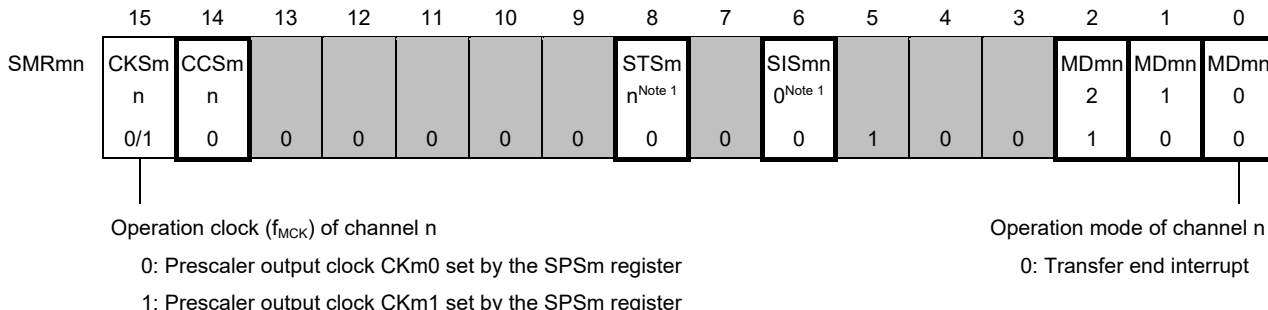 15 14 13 12 11 10 9 8 7 6 5 4 3 2 1 0
SMRmn CKSm CCSm STSm SISmn MDmn MDmn MDmn
n n nNote 1 0Note 1 2 1 0
0/1 0 0 0 0 0 0 0 0 0 1 0 0 1 0 0
Operation clock (fMCK) of channel n Operation mode of channel n
0: Prescaler output clock CKm0 set by the SPSm register 0: Transfer end interrupt
1: Prescaler output clock CKm1 set by the SPSm register